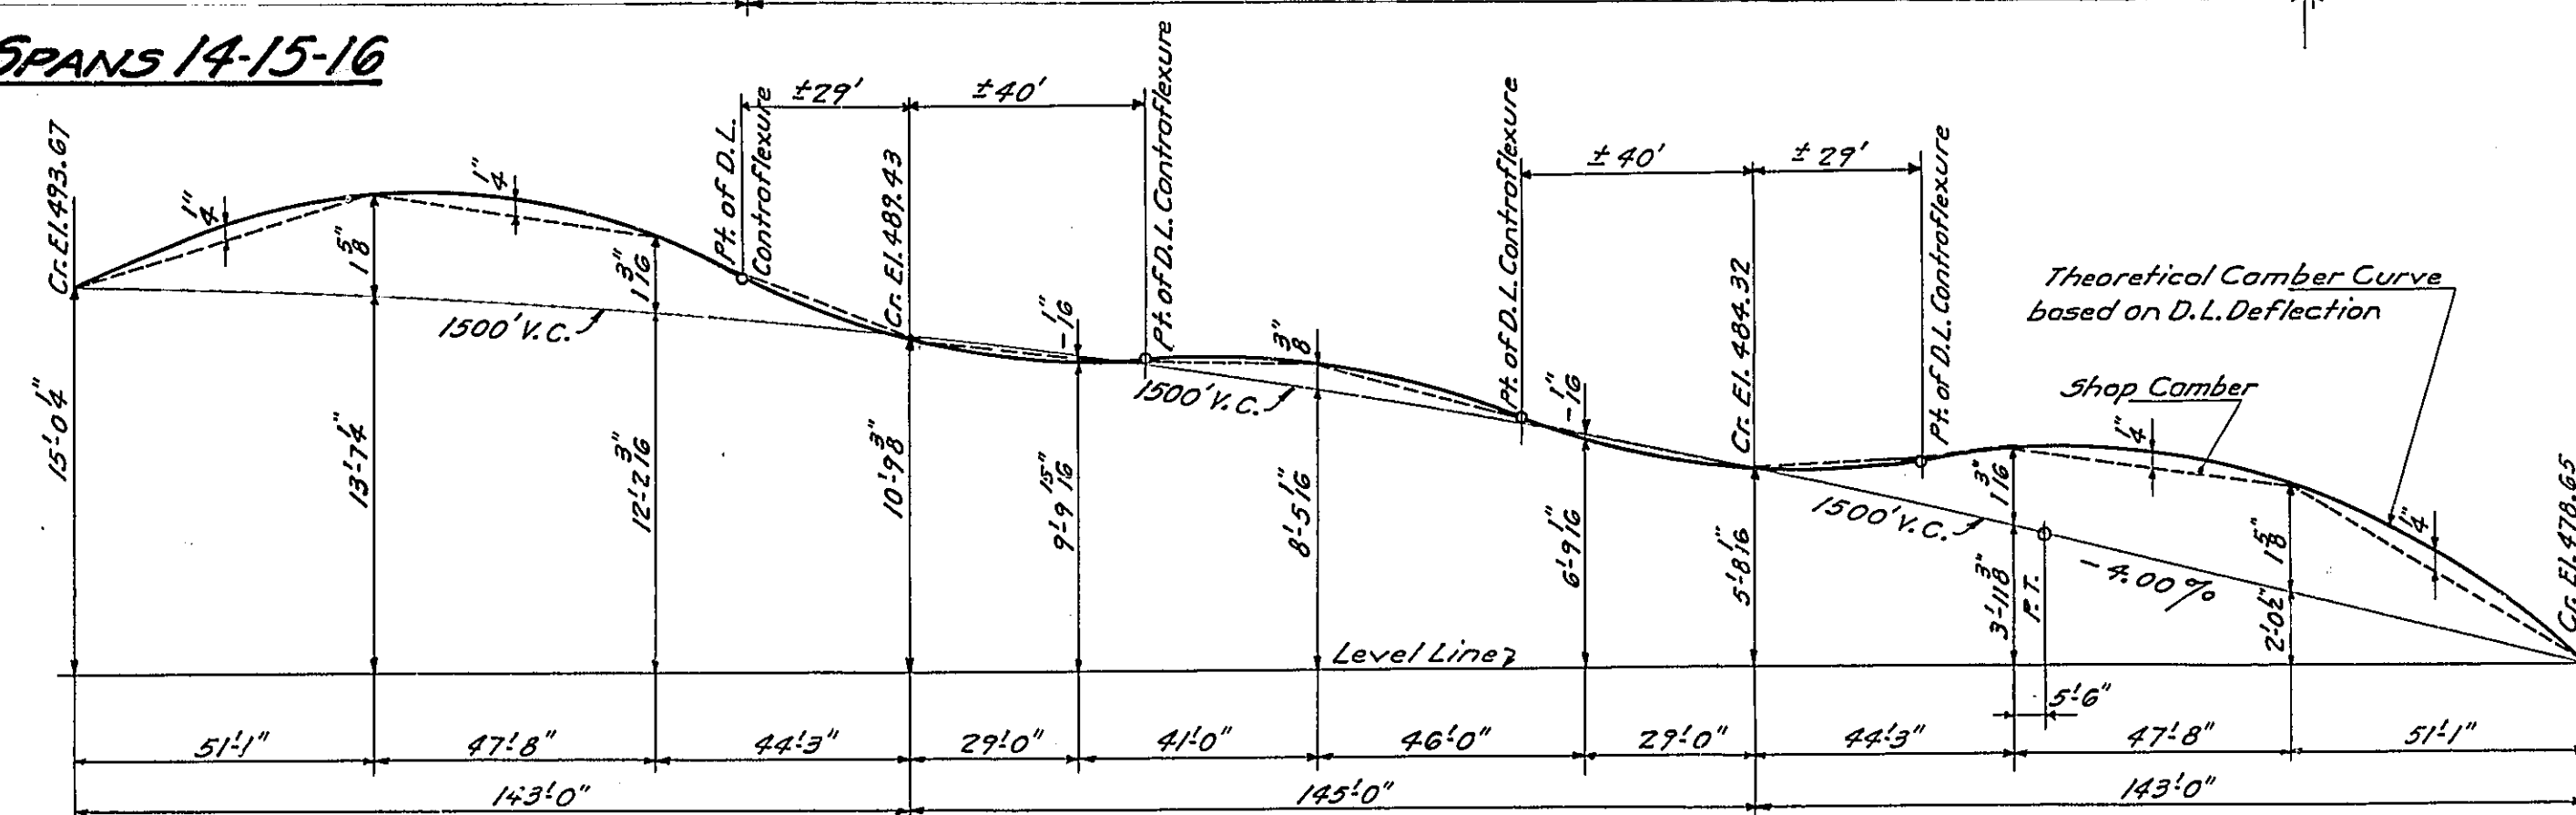 SPANS 14-15-16
±29'
±40'
±40'
±29'
Cr. El. 493.67
Pt. of D.L.
Controflexure
Cr. El. 489.43
Pt. of D.L. Controflexure
Pt. of D.L. Controflexure
Cr. El. 484.32
Pt. of D.L. Controflexure
Cr. El. 478.65
Theoretical Camber Curve
based on D.L. Deflection
Shop Camber
1/4"
1/4"
1/4"
1/4"
1 5/8"
1 3/16"
-1/16"
3/8"
-1/16"
1 3/16"
1 5/8"
1500' V.C.
1500' V.C.
1500' V.C.
-4.00%
P.T.
15'-0 1/4"
13'-7 1/4"
12'-2 3/16"
10'-9 3/8"
9'-9 15/16"
8'-5 1/16"
6'-9 1/16"
5'-8 1/16"
3'-11 3/8"
2'-0 1/2"
Level Line
5'-6"
51'-1"
47'-8"
44'-3"
29'-0"
41'-0"
46'-0"
29'-0"
44'-3"
47'-8"
51'-1"
143'-0"
145'-0"
143'-0"